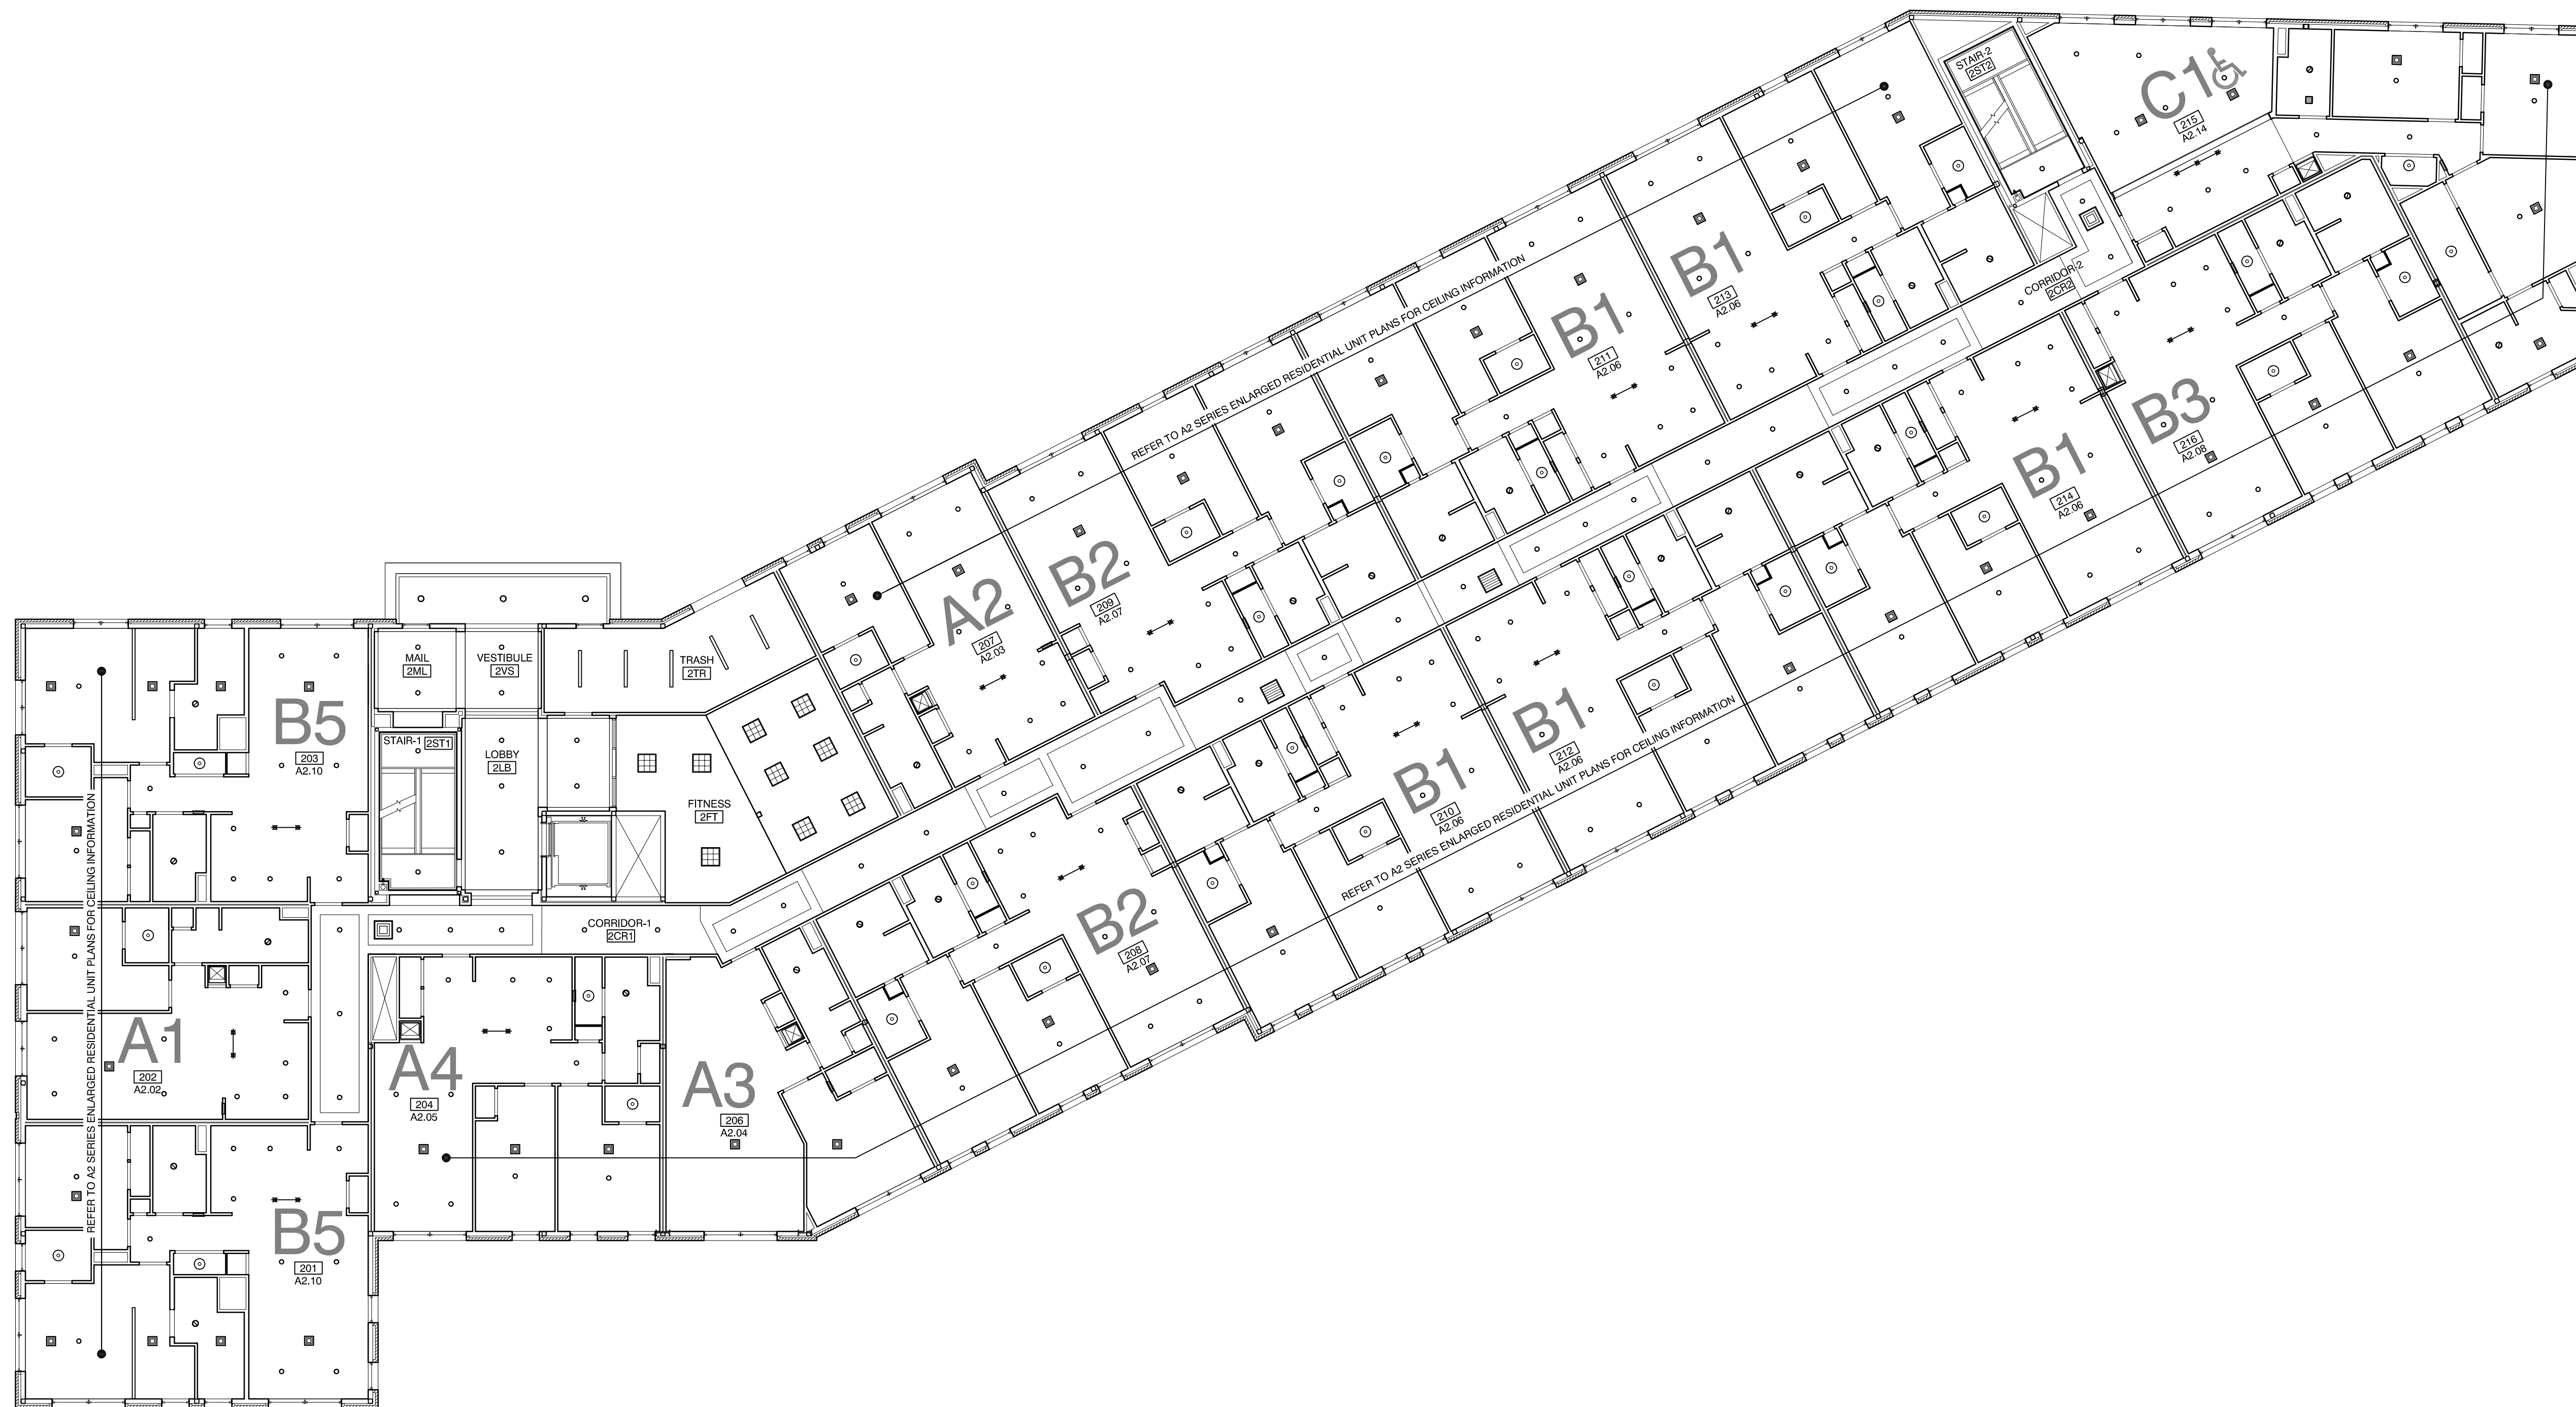 STAIR-2
2ST2
C1
215
A2.14
B1
213
A2.06
CORRIDOR-2
2CR2
REFER TO A2 SERIES ENLARGED RESIDENTIAL UNIT PLANS FOR CEILING INFORMATION
B1
211
A2.06
B3
216
A2.08
B1
214
A2.06
A2
207
A2.03
B2
209
A2.07
MAIL
2ML
VESTIBULE
2VS
TRASH
2TR
B5
203
A2.10
STAIR-1 2ST1
LOBBY
2LB
FITNESS
2FT
B1
212
A2.06
B1
210
A2.06
REFER TO A2 SERIES ENLARGED RESIDENTIAL UNIT PLANS FOR CEILING INFORMATION
REFER TO A2 SERIES ENLARGED RESIDENTIAL UNIT PLANS FOR CEILING INFORMATION
CORRIDOR-1
2CR1
B2
208
A2.07
A1
202
A2.02
A4
204
A2.05
A3
206
A2.04
B5
201
A2.10